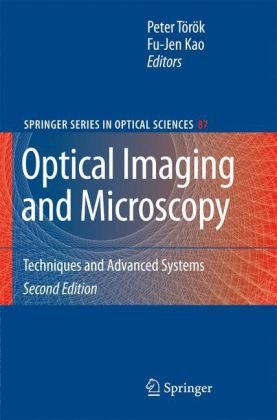 Peter Török
Fu-Jen Kao
Editors
SPRINGER SERIES IN OPTICAL SCIENCES 87
Optical Imaging
and Microscopy
Techniques and Advanced Systems
Second Edition
Springer